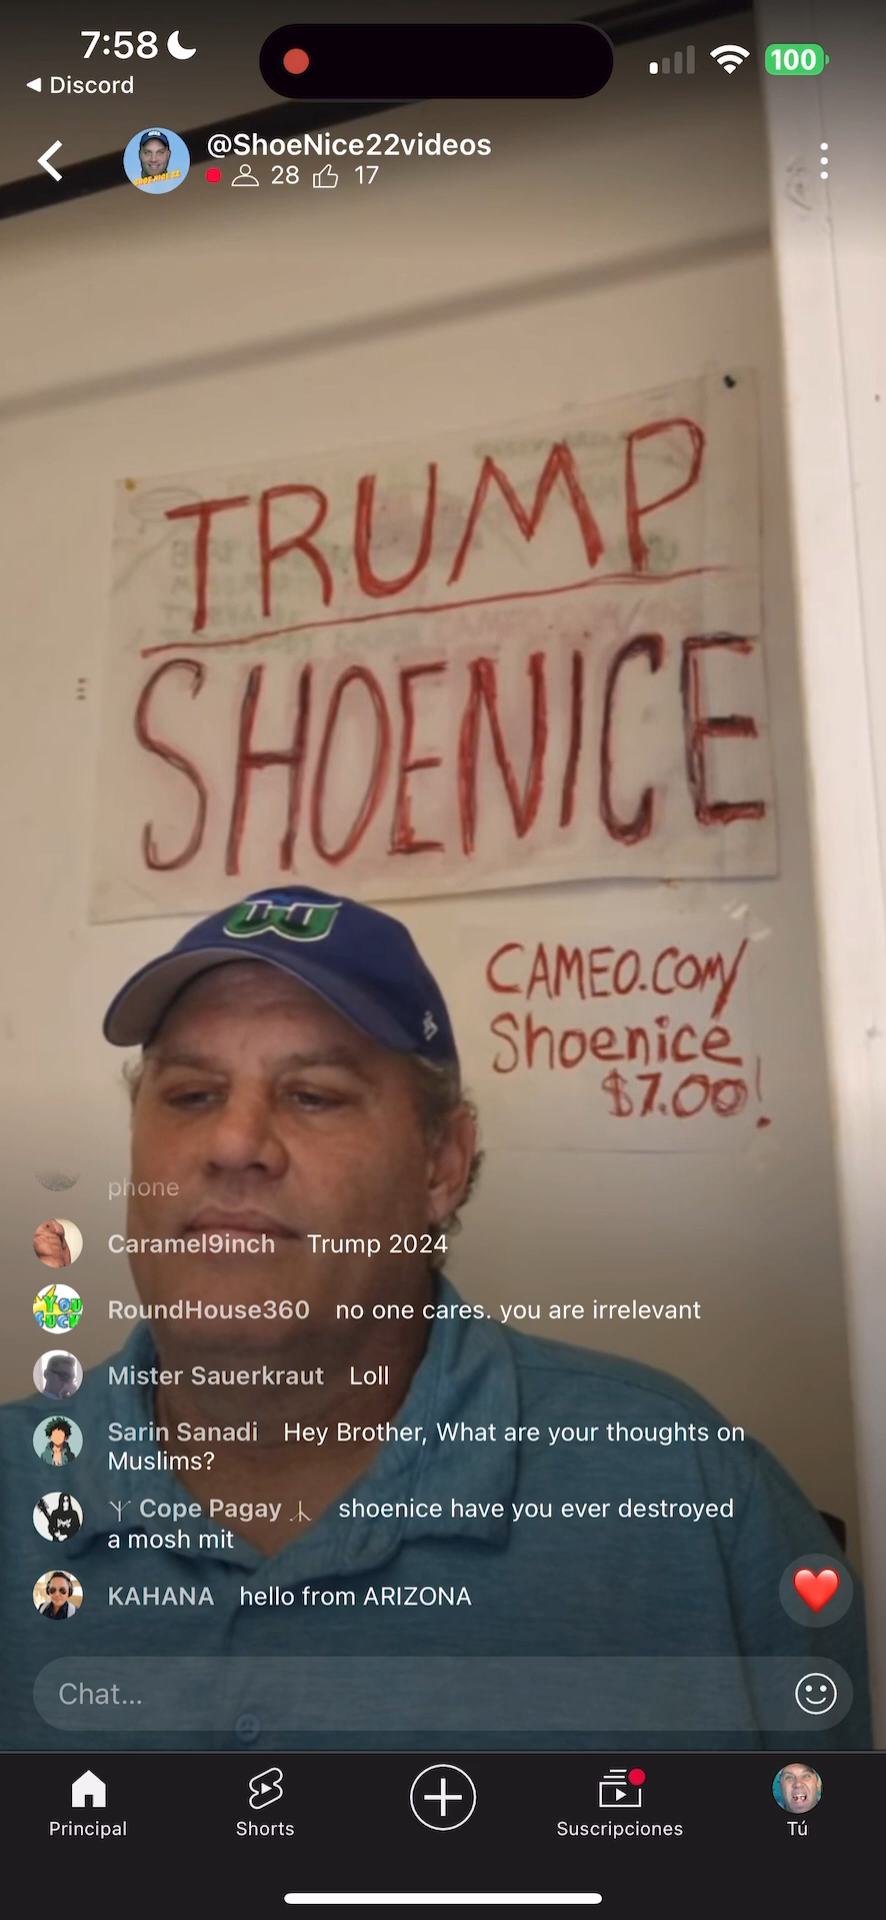 7:58
100
◀ Discord
@ShoeNice22videos
28 17
TRUMP
SHOENICE
CAMEO.COM/
Shoenice
$7.00!
phone
Caramel9inch Trump 2024
RoundHouse360 no one cares. you are irrelevant
Mister Sauerkraut Loll
Sarin Sanadi Hey Brother, What are your thoughts on
Muslims?
ᛉ Cope Pagay ᛣ shoenice have you ever destroyed
a mosh mit
KAHANA hello from ARIZONA
Chat...
Principal
Shorts
Suscripciones
Tú